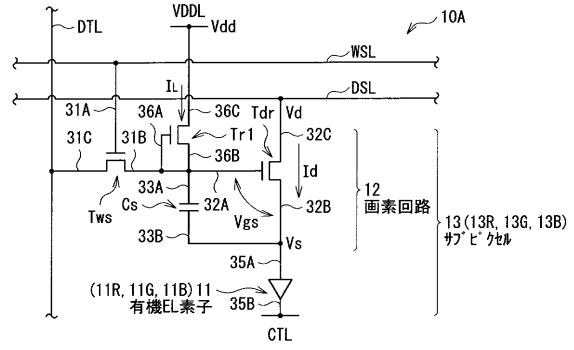 VDDL
DTL
Vdd
10A
WSL
IL
DSL
31A
36A
36C
Tdr
Vd
31C
31B
Tr1
32C
36B
Id
33A
32A
12
画素回路
Tws
Cs
Vgs
32B
13(13R, 13G, 13B)
サブピクセル
33B
Vs
35A
(11R, 11G, 11B) 11
有機EL素子
35B
CTL